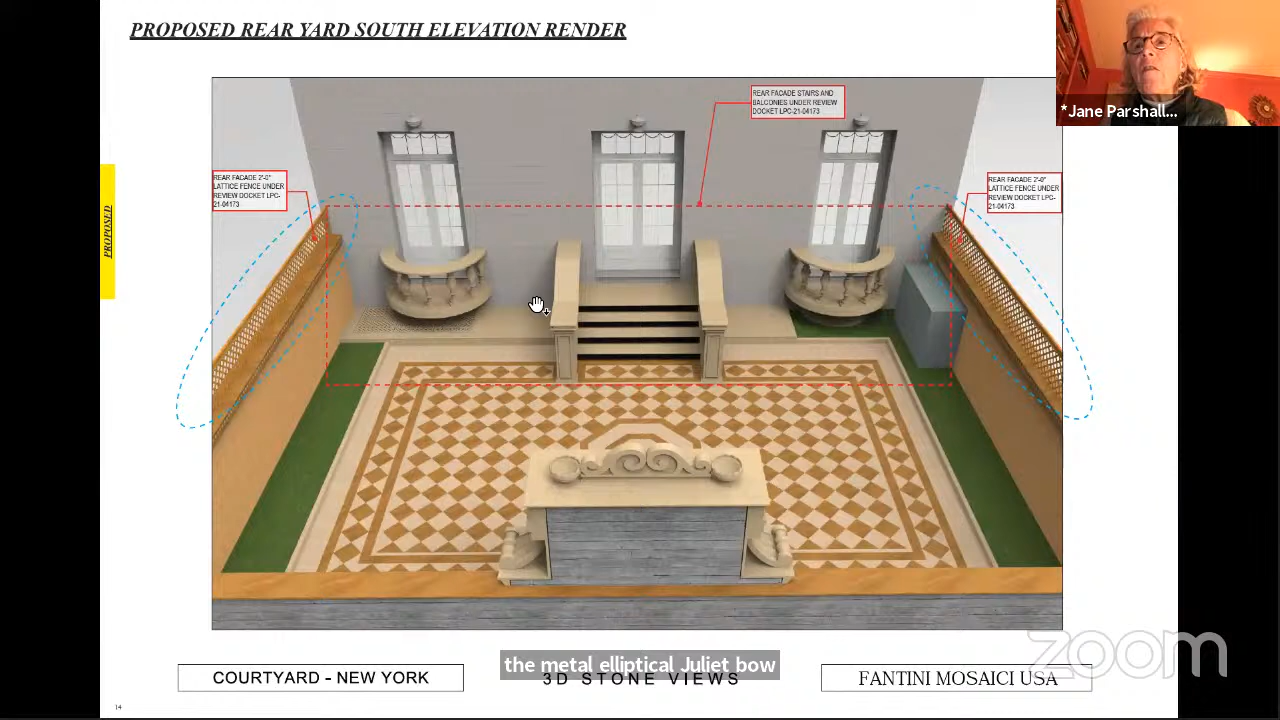 PROPOSED REAR YARD SOUTH ELEVATION RENDER
*Jane Parshall...
REAR FACADE STAIRS AND
BALCONIES UNDER REVIEW
DOCKET LPC-21-04173
REAR FACADE 2'-0"
LATTICE FENCE UNDER
REVIEW DOCKET LPC-
21-04173
REAR FACADE 2'-0"
LATTICE FENCE UNDER
REVIEW DOCKET LPC-
21-04173
PROPOSED
zoom
the metal elliptical Juliet bow
COURTYARD - NEW YORK
3D STONE VIEWS
FANTINI MOSAICI USA
14